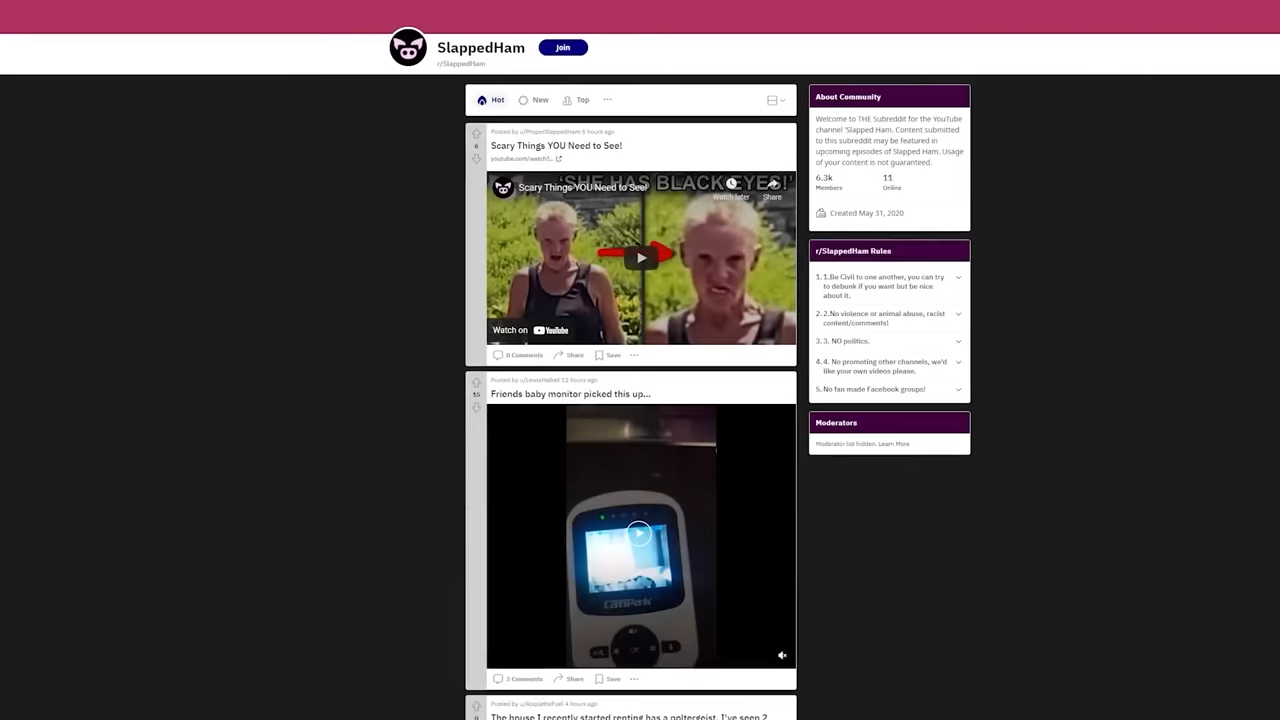 SlappedHam
Join
r/SlappedHam
Hot
New
Top
Posted by u/ProperSlappedHam 6 hours ago
6
Scary Things YOU Need to See!
youtube.com/watch?...
'SHE HAS BLACK EYES!'
Scary Things YOU Need to See!
Watch later
Share
Watch on YouTube
0 Comments
Share
Save
Posted by
12 hours ago
15
Friends baby monitor picked this up...
campark
OK
3 Comments
Share
Save
Posted by
4 hours ago
The house I recently started renting has a poltergeist. I've seen 2
About Community
Welcome to THE Subreddit for the YouTube
channel 'Slapped Ham. Content submitted
to this subreddit may be featured in
upcoming episodes of Slapped Ham. Usage
of your content is not guaranteed.
6.3k
11
Members
Online
Created May 31, 2020
r/SlappedHam Rules
1. 1.Be Civil to one another, you can try
to debunk if you want but be nice
about it.
2. 2.No violence or animal abuse, racist
content/comments!
3. 3. NO politics.
4. 4. No promoting other channels, we'd
like your own videos please.
5. No fan made Facebook groups!
Moderators
Moderator list hidden. Learn More